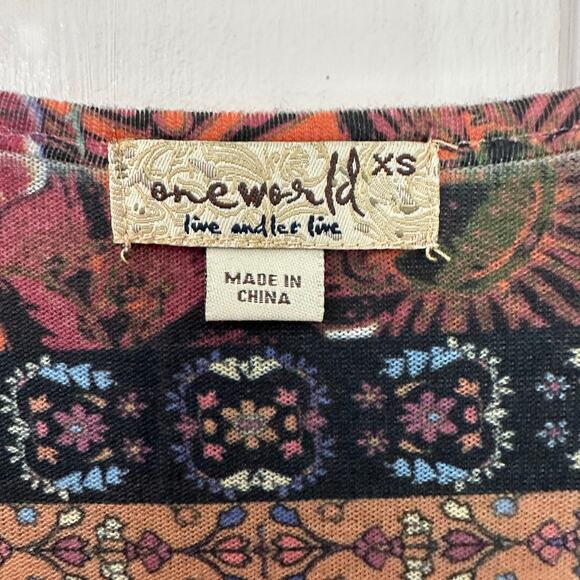 oneworld XS
live and let live
MADE IN
CHINA